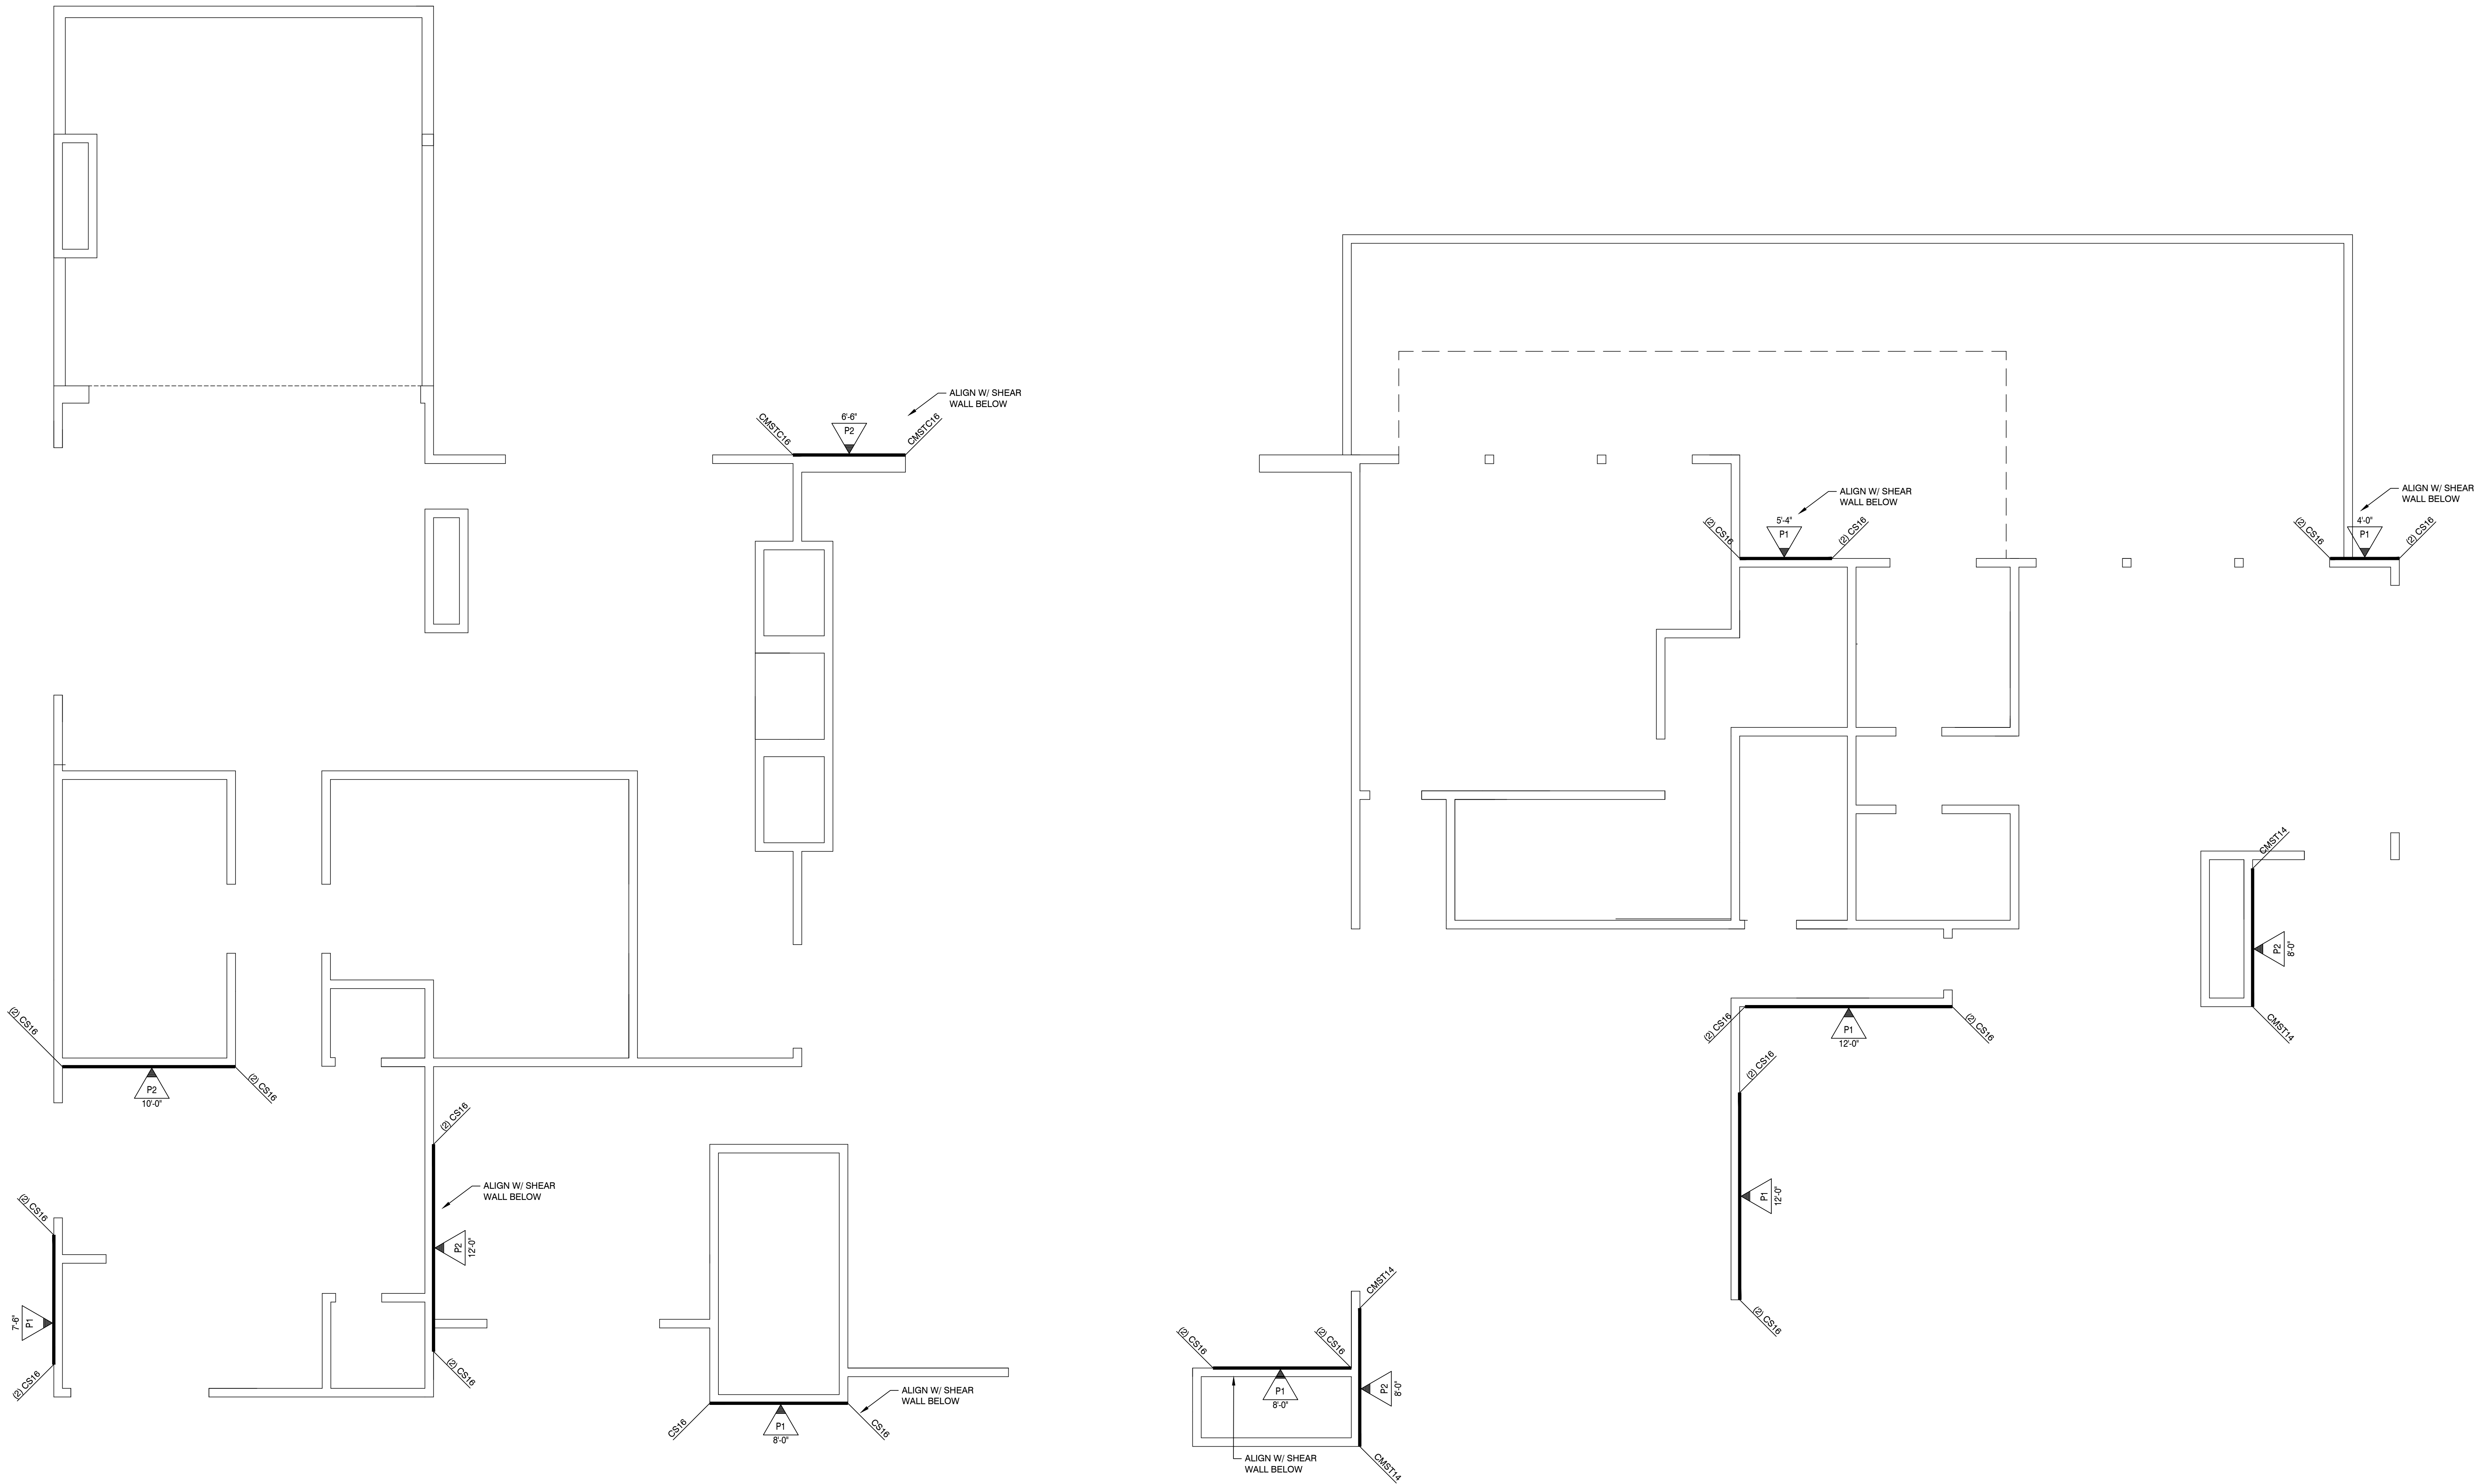 ALIGN W/ SHEAR
WALL BELOW
6'-6"
P2
CMSTC16
CMSTC16
ALIGN W/ SHEAR
WALL BELOW
5'-4"
P1
(2) CS16
(2) CS16
ALIGN W/ SHEAR
WALL BELOW
4'-0"
P1
(2) CS16
(2) CS16
CMST14
P2
8'-0"
CMST14
(2) CS16
P2
10'-0"
(2) CS16
(2) CS16
P1
12'-0"
(2) CS16
(2) CS16
P1
12'-0"
(2) CS16
(2) CS16
ALIGN W/ SHEAR
WALL BELOW
P2
12'-0"
(2) CS16
(2) CS16
7'-6"
P1
(2) CS16
ALIGN W/ SHEAR
WALL BELOW
CS16
P1
8'-0"
CS16
CMST14
(2) CS16
(2) CS16
P1
8'-0"
P2
8'-0"
CMST14
ALIGN W/ SHEAR
WALL BELOW